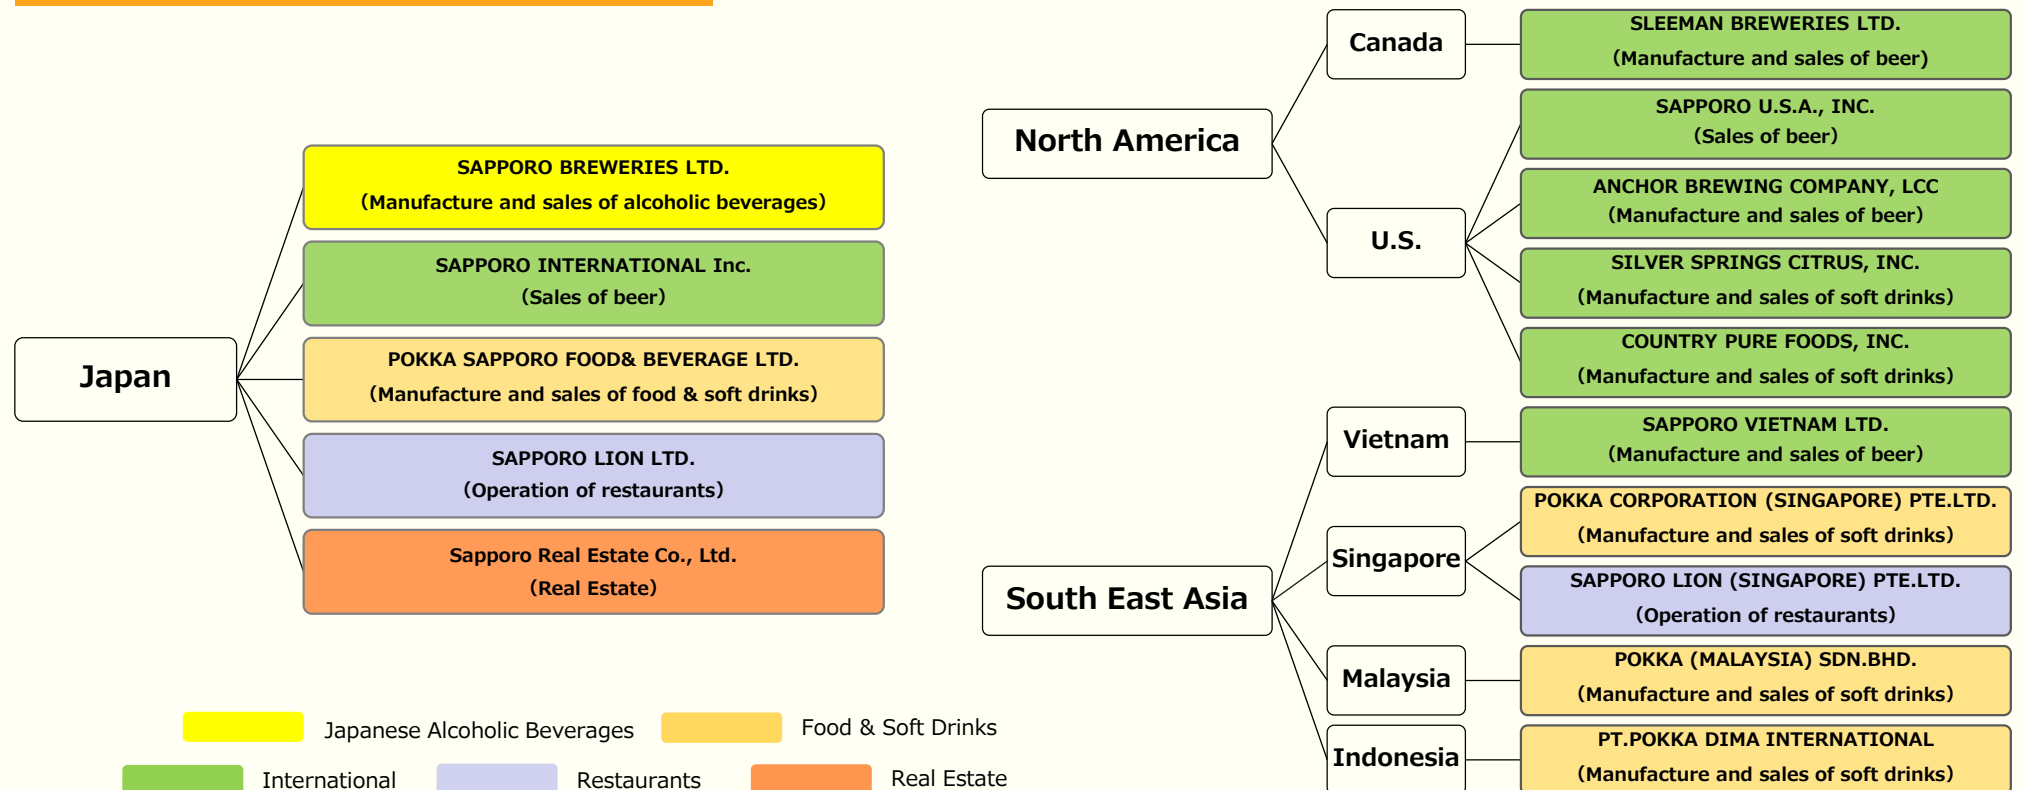 Japan
SAPPORO BREWERIES LTD.
（Manufacture and sales of alcoholic beverages）
SAPPORO INTERNATIONAL Inc.
（Sales of beer）
POKKA SAPPORO FOOD& BEVERAGE LTD.
（Manufacture and sales of food & soft drinks）
SAPPORO LION LTD.
（Operation of restaurants）
Sapporo Real Estate Co., Ltd.
（Real Estate）
North America
Canada
SLEEMAN BREWERIES LTD.
（Manufacture and sales of beer)
U.S.
SAPPORO U.S.A., INC.
（Sales of beer）
ANCHOR BREWING COMPANY, LCC
（Manufacture and sales of beer）
SILVER SPRINGS CITRUS, INC.
（Manufacture and sales of soft drinks）
COUNTRY PURE FOODS, INC.
（Manufacture and sales of soft drinks）
South East Asia
Vietnam
SAPPORO VIETNAM LTD.
（Manufacture and sales of beer）
Singapore
POKKA CORPORATION (SINGAPORE) PTE.LTD.
（Manufacture and sales of soft drinks）
SAPPORO LION (SINGAPORE) PTE.LTD.
（Operation of restaurants）
Malaysia
POKKA (MALAYSIA) SDN.BHD.
（Manufacture and sales of soft drinks）
Indonesia
PT.POKKA DIMA INTERNATIONAL
（Manufacture and sales of soft drinks）
Japanese Alcoholic Beverages
Food & Soft Drinks
International
Restaurants
Real Estate